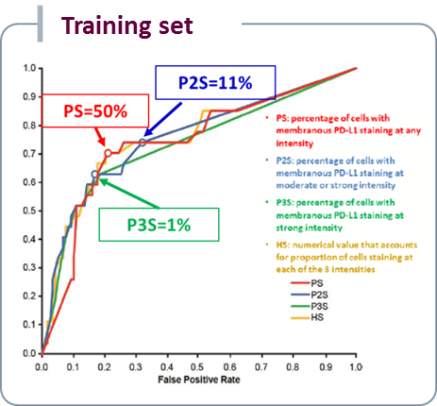 Training set
PS=50%
P2S=11%
P3S=1%
• PS: percentage of cells with
membranous PD-L1 staining at any
intensity
• P2S: percentage of cells with
membranous PD-L1 staining at
moderate or strong intensity
• P3S: percentage of cells with
membranous PD-L1 staining at
strong intensity
• HS: numerical value that accounts
for proportion of cells staining at
each of the 3 intensities
PS
P2S
P3S
HS
1.0
0.9
0.8
0.7
0.6
0.5
0.4
0.3
0.2
0.1
0.0
0.0 0.1 0.2 0.3 0.4 0.5 0.6 0.7 0.8 0.9 1.0
False Positive Rate